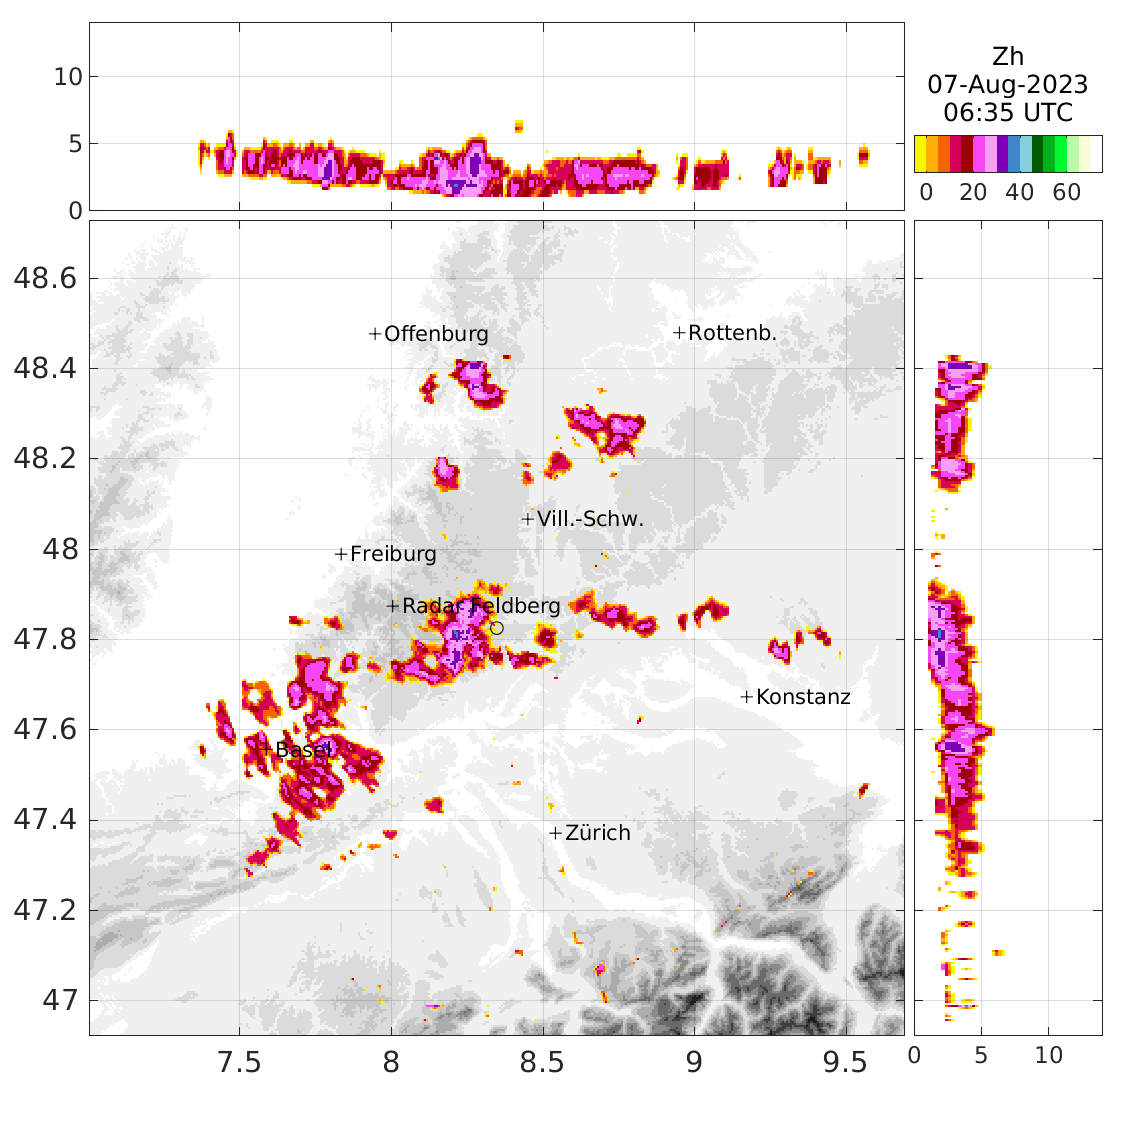 10
5
0
Zh
07-Aug-2023
06:35 UTC
0 20 40 60
48.6
48.4
48.2
48
47.8
47.6
47.4
47.2
47
+Offenburg
+Rottenb.
+Vill.-Schw.
+Freiburg
+Radar Feldberg
+Konstanz
+Basel
+Zürich
7.5 8 8.5 9 9.5
0 5 10